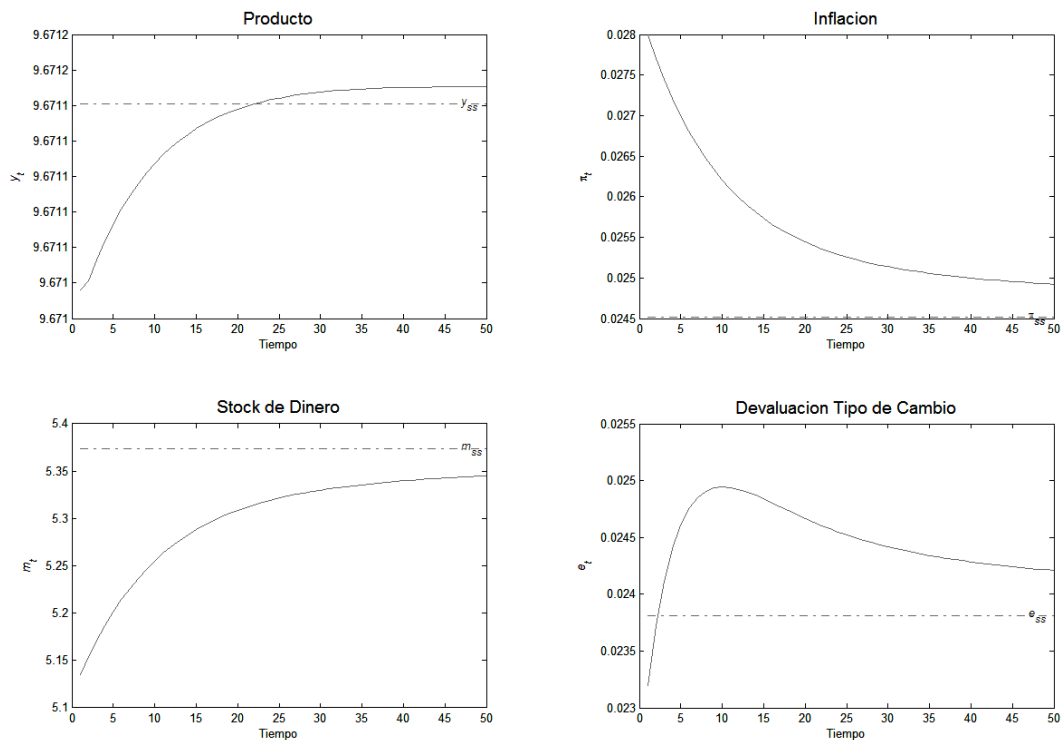 Producto
9.6712
9.6712
9.6711
9.6711
9.6711
9.6711
9.6711
9.671
9.671
y_t
y_ss
0 5 10 15 20 25 30 35 40 45 50
Tiempo
Inflacion
0.028
0.0275
0.027
0.0265
0.026
0.0255
0.025
0.0245
π_t
π_ss
0 5 10 15 20 25 30 35 40 45 50
Tiempo
Stock de Dinero
5.4
5.35
5.3
5.25
5.2
5.15
5.1
m_t
m_ss
0 5 10 15 20 25 30 35 40 45 50
Tiempo
Devaluacion Tipo de Cambio
0.0255
0.025
0.0245
0.024
0.0235
0.023
e_t
e_ss
0 5 10 15 20 25 30 35 40 45 50
Tiempo